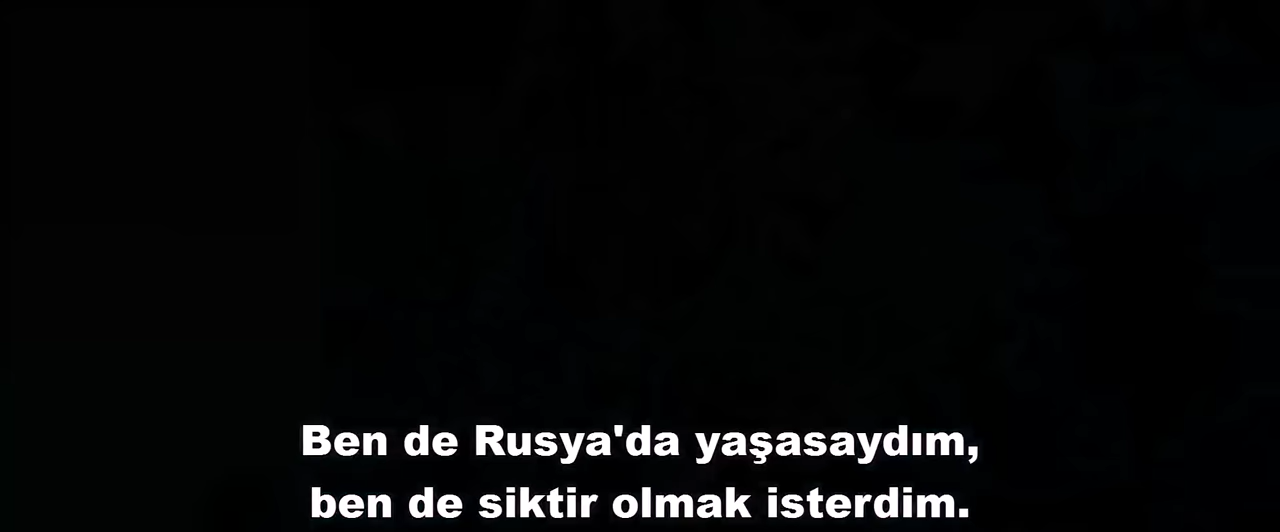 Ben de Rusya'da yaşasaydım,
ben de siktir olmak isterdim.